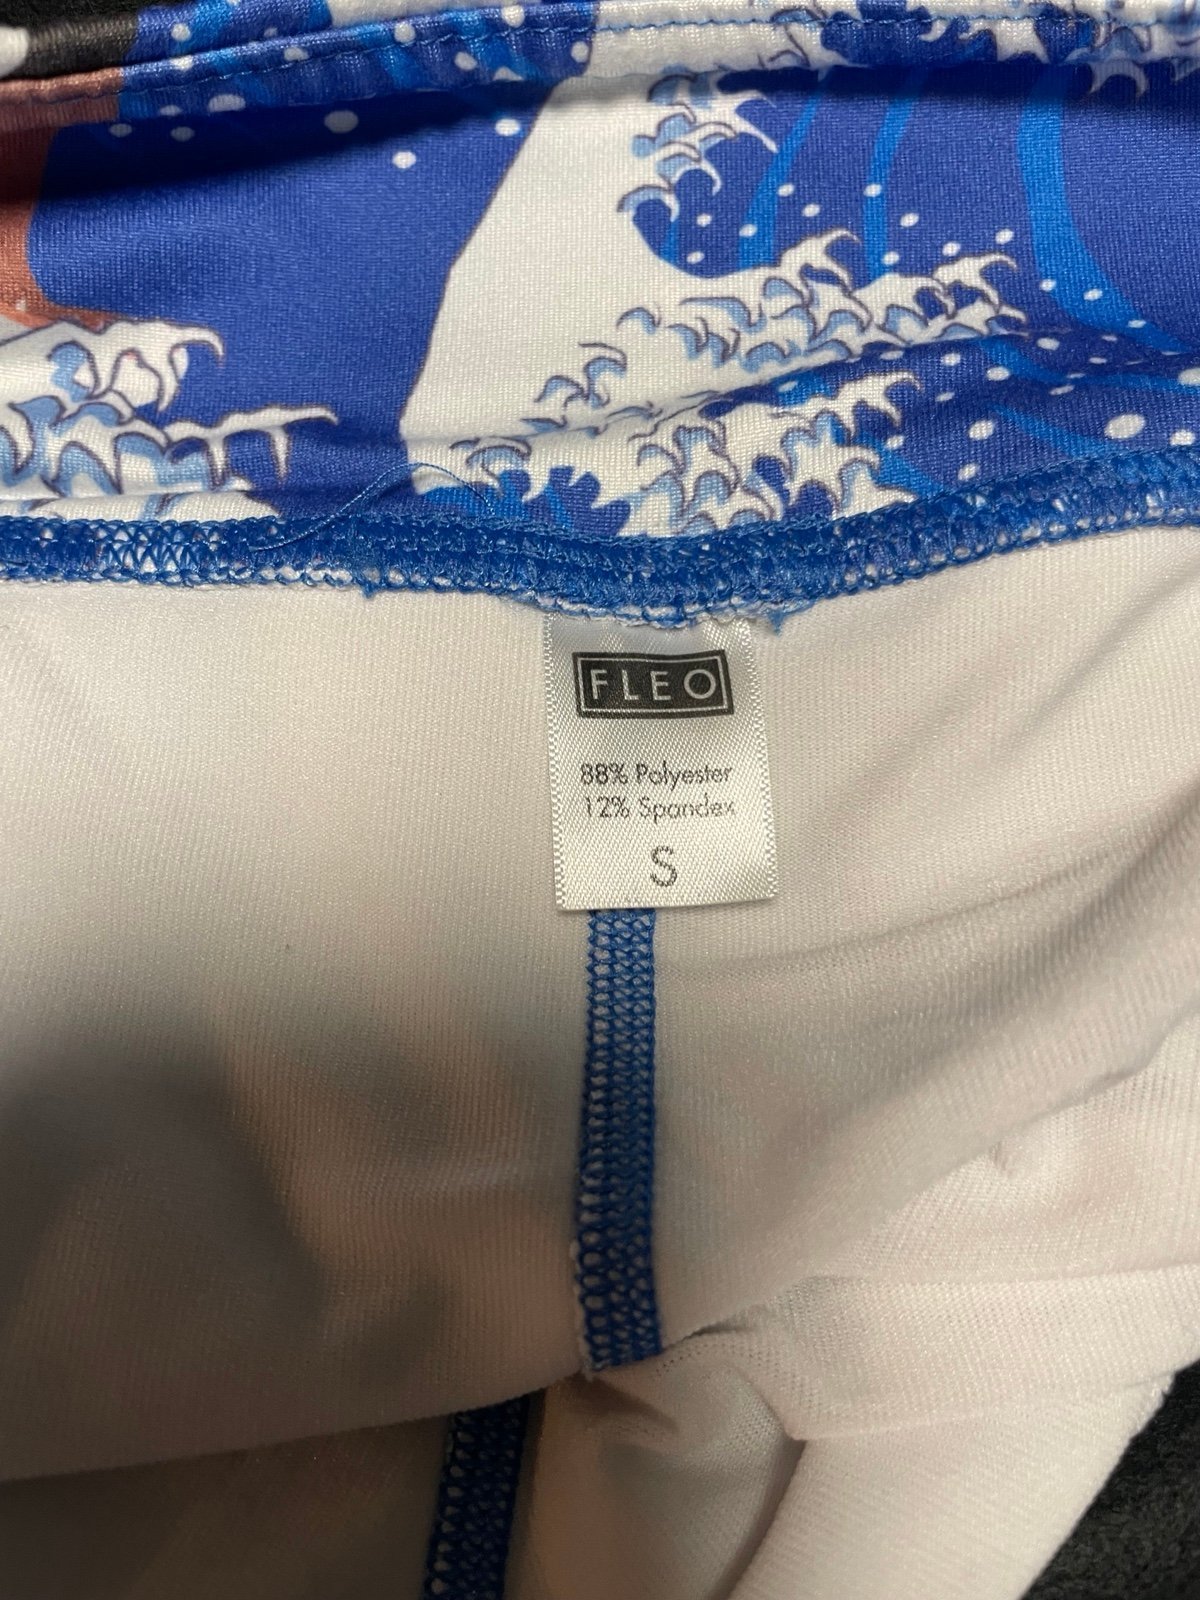 FLEO
88% Polyester
12% Spandex
S